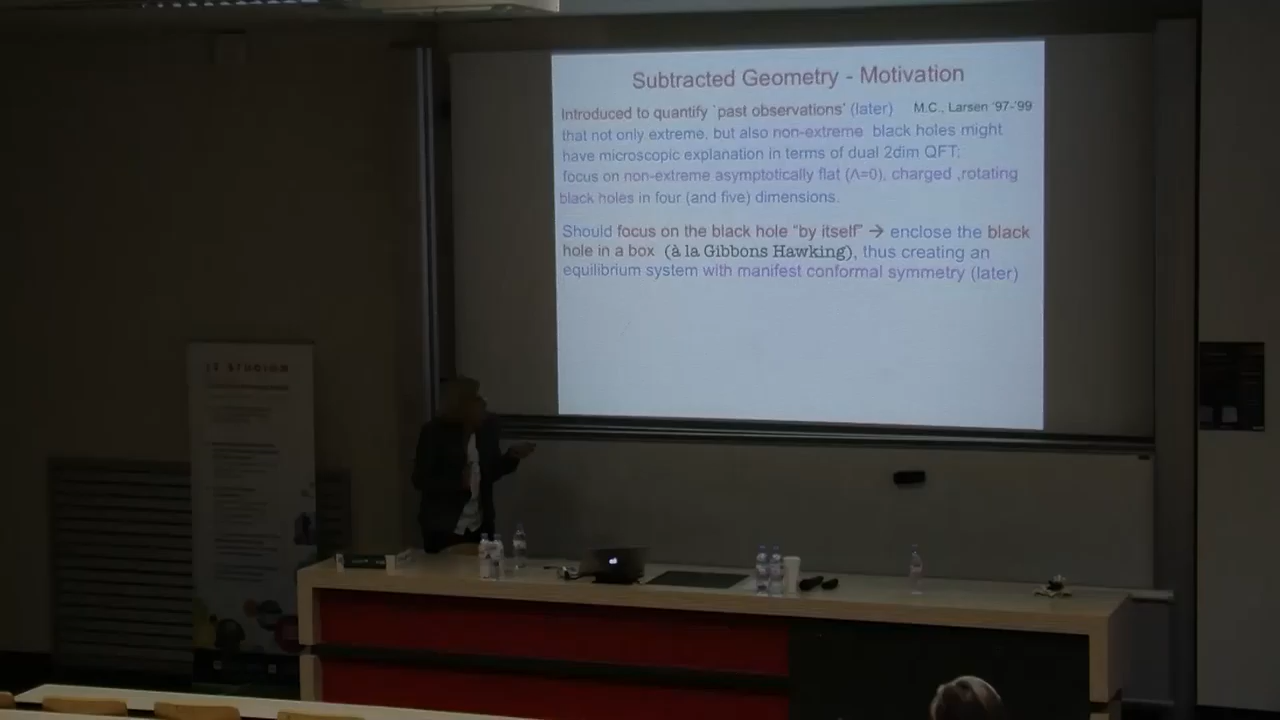 Subtracted Geometry - Motivation
Introduced to quantify `past observations' (later) M.C., Larsen '97-'99
that not only extreme, but also non-extreme black holes might
have microscopic explanation in terms of dual 2dim QFT;
focus on non-extreme asymptotically flat (Λ=0), charged ,rotating
black holes in four (and five) dimensions.
Should focus on the black hole "by itself" → enclose the black
hole in a box (à la Gibbons Hawking), thus creating an
equilibrium system with manifest conformal symmetry (later)
LE STUDIUM